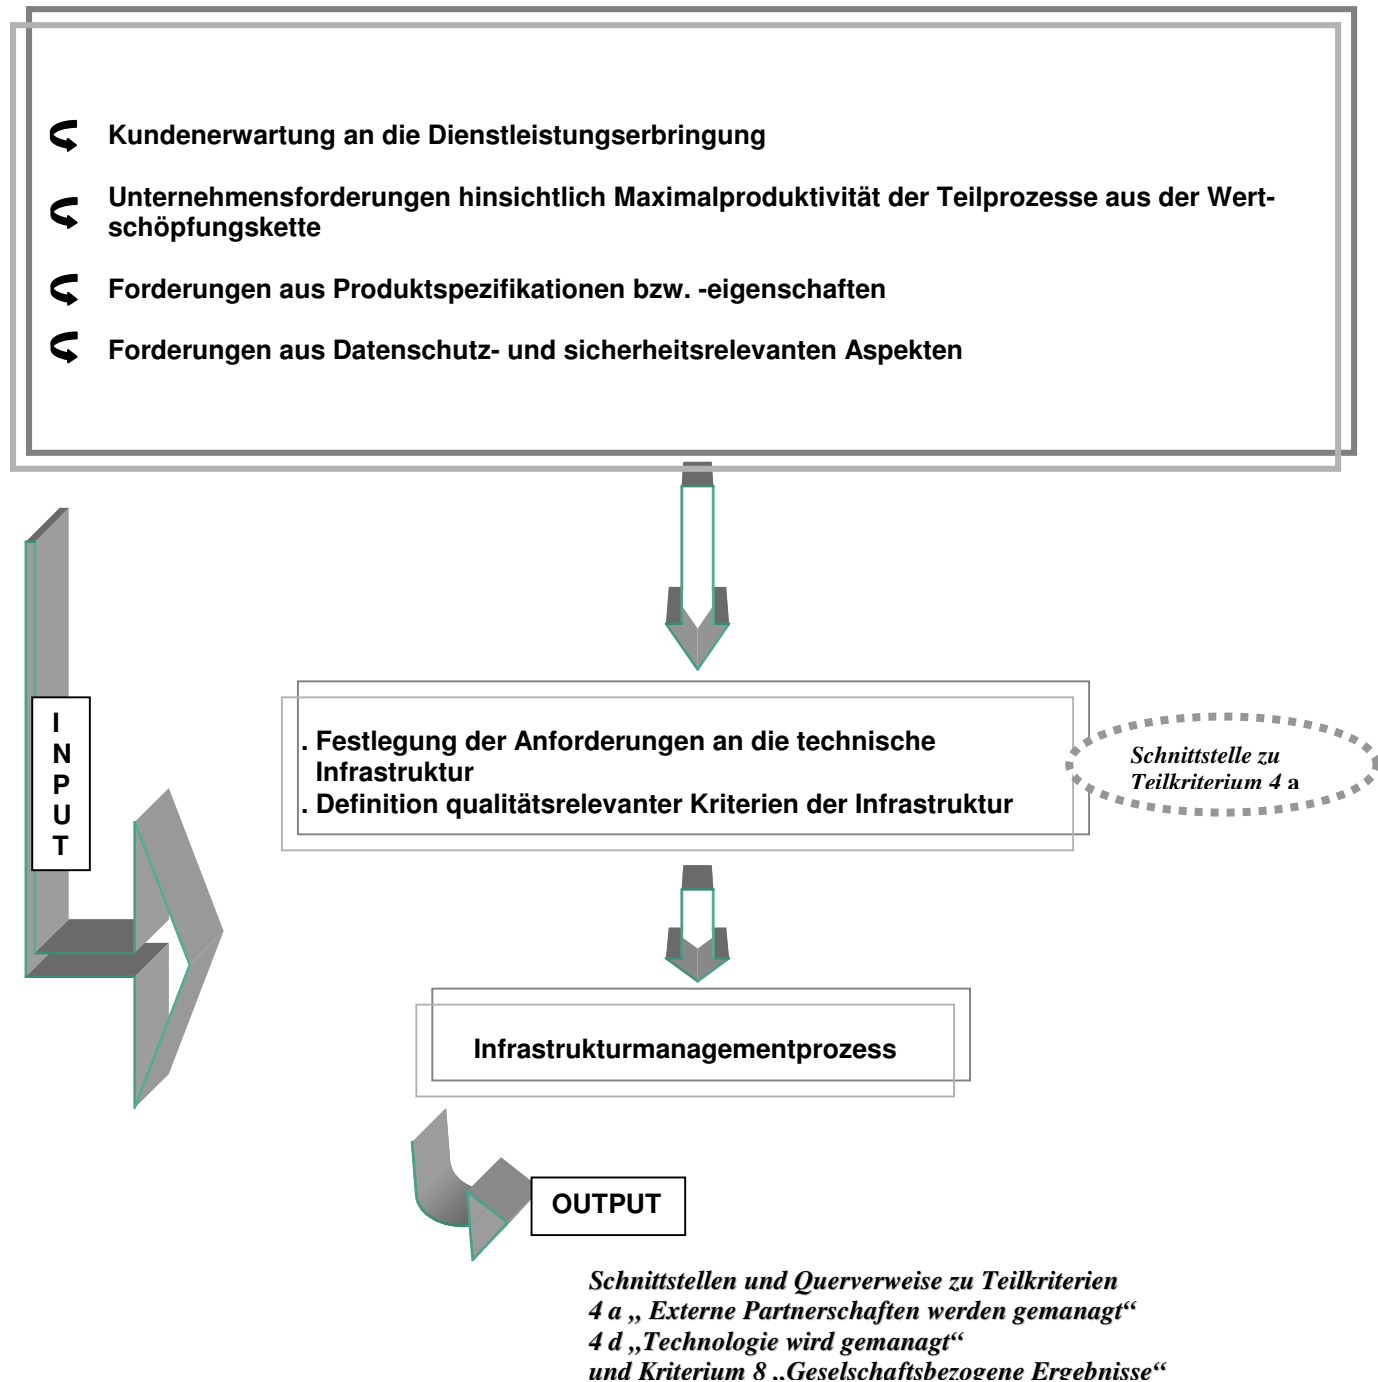 Kundenerwartung an die Dienstleistungserbringung
Unternehmensforderungen hinsichtlich Maximalproduktivität der Teilprozesse aus der Wert-
schöpfungskette
Forderungen aus Produktspezifikationen bzw. -eigenschaften
Forderungen aus Datenschutz- und sicherheitsrelevanten Aspekten
I
N
P
U
T
. Festlegung der Anforderungen an die technische
Infrastruktur
. Definition qualitätsrelevanter Kriterien der Infrastruktur
Schnittstelle zu
Teilkriterium 4 a
Infrastrukturmanagementprozess
OUTPUT
Schnittstellen und Querverweise zu Teilkriterien
4 a „ Externe Partnerschaften werden gemanagt“
4 d „Technologie wird gemanagt“
und Kriterium 8 „Geselschaftsbezogene Ergebnisse“